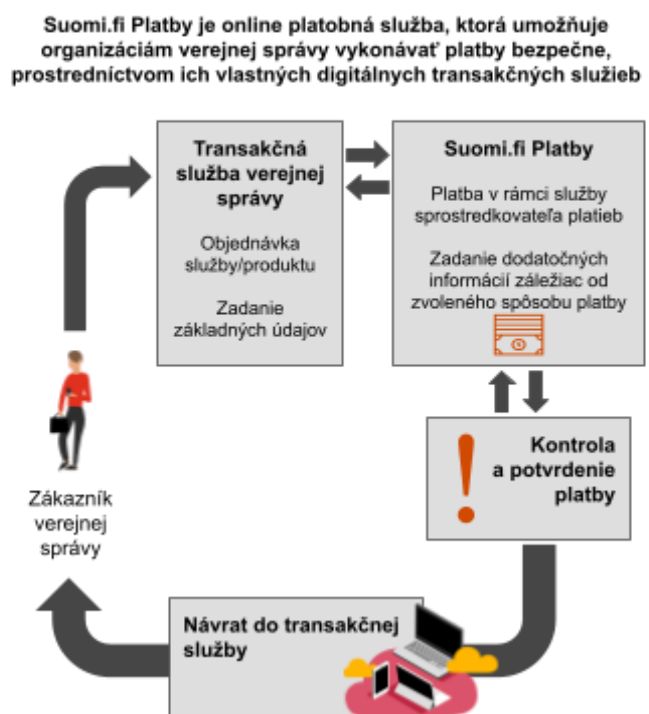 Suomi.fi Platby je online platobná služba, ktorá umožňuje
organizáciám verejnej správy vykonávať platby bezpečne,
prostredníctvom ich vlastných digitálnych transakčných služieb
Transakčná
služba verejnej
správy
Objednávka
služby/produktu
Zadanie
základných údajov
Suomi.fi Platby
Platba v rámci služby
sprostredkovateľa platieb
Zadanie dodatočných
informácií záležiac od
zvoleného spôsobu platby
Kontrola
a potvrdenie
platby
Zákazník
verejnej
správy
Návrat do transakčnej
služby